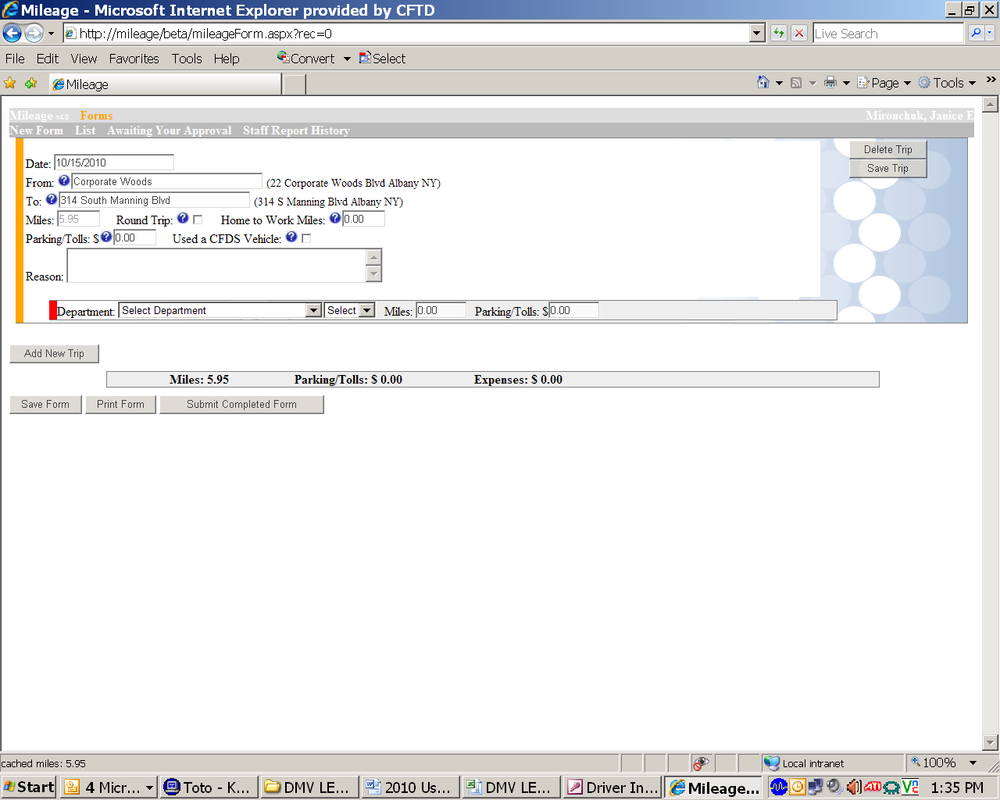 Mileage - Microsoft Internet Explorer provided by CFTD
http://mileage/beta/mileageForm.aspx?rec=0
Live Search
File Edit View Favorites Tools Help Convert Select
Mileage
Page Tools
Mileage v4.0 Forms Mironchuk, Janice E
New Form List Awaiting Your Approval Staff Report History
Delete Trip
Date: 10/15/2010
Save Trip
From: Corporate Woods (22 Corporate Woods Blvd Albany NY)
To: 314 South Manning Blvd (314 S Manning Blvd Albany NY)
Miles: 5.95 Round Trip: Home to Work Miles: 0.00
Parking/Tolls: $ 0.00 Used a CFDS Vehicle:
Reason:
Department: Select Department Select Miles: 0.00 Parking/Tolls: $ 0.00
Add New Trip
Miles: 5.95 Parking/Tolls: $ 0.00 Expenses: $ 0.00
Save Form Print Form Submit Completed Form
cached miles: 5.95 Local intranet 100%
Start 4 Micr... Toto - K... DMV LE... 2010 Us... DMV LE... Driver In... Mileage... 1:35 PM